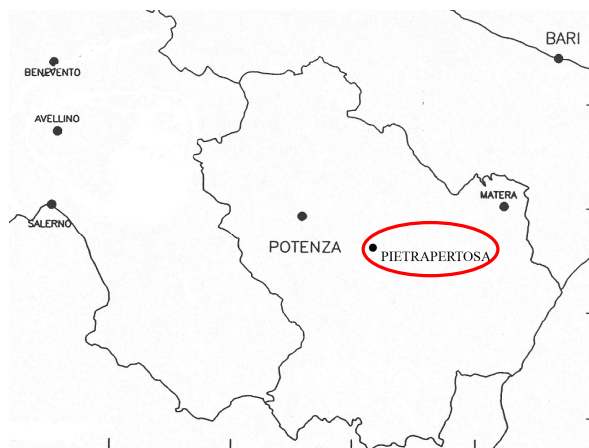 BARI
BENEVENTO
AVELLINO
MATERA
SALERNO
POTENZA
PIETRAPERTOSA